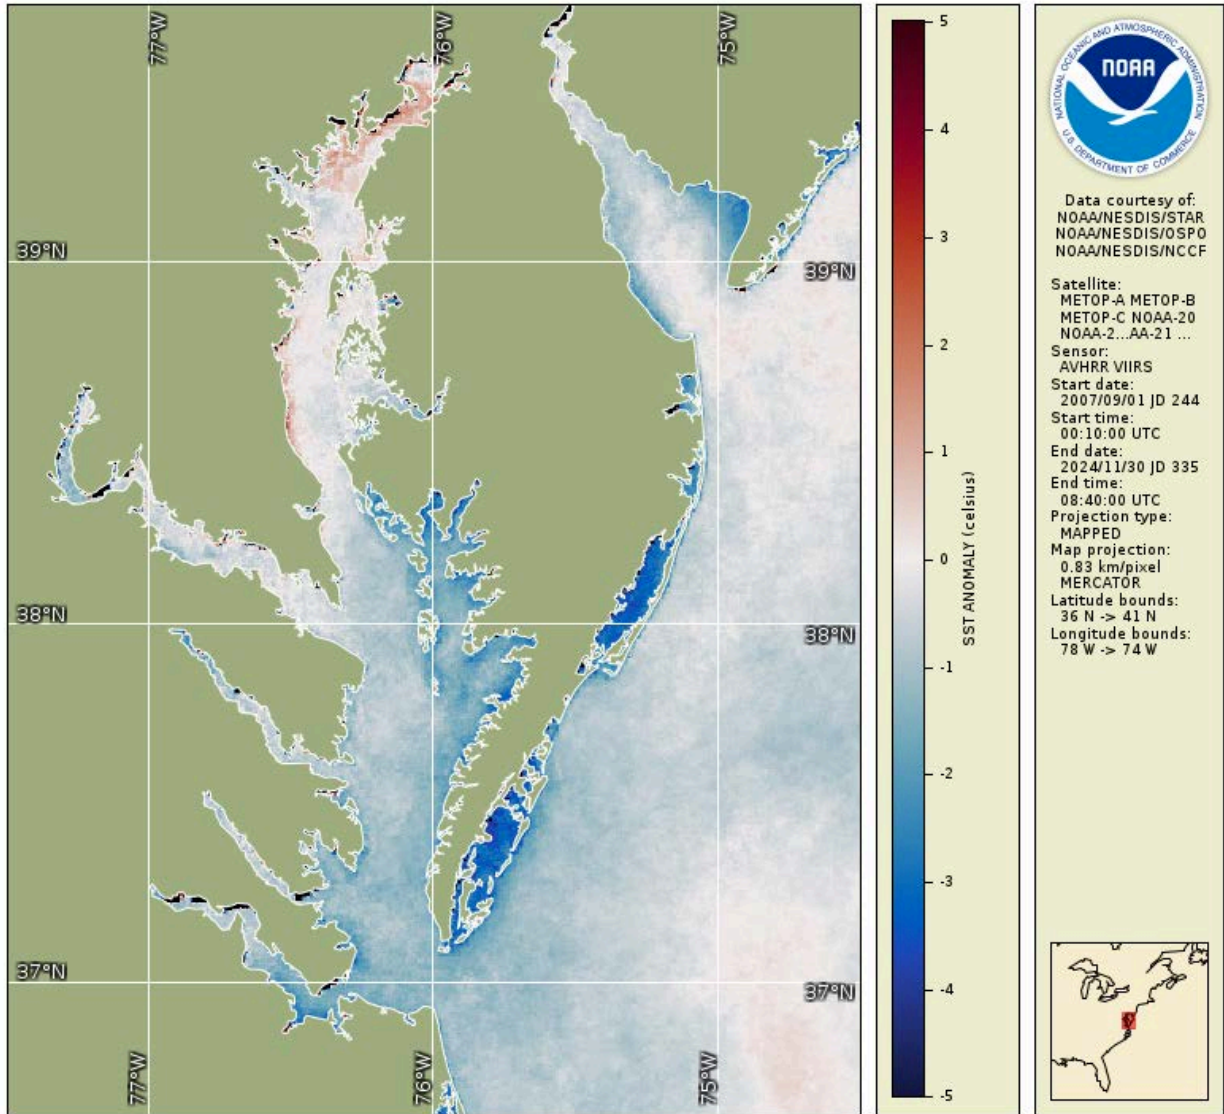 77°W
76°W
75°W
39°N
39°N
38°N
38°N
37°N
37°N
77°W
76°W
75°W
5
4
3
2
1
0
-1
-2
-3
-4
-5
SST ANOMALY (celsius)
NATIONAL OCEANIC AND ATMOSPHERIC ADMINISTRATION
NOAA
U.S. DEPARTMENT OF COMMERCE
Data courtesy of:
NOAA/NESDIS/STAR
NOAA/NESDIS/OSPO
NOAA/NESDIS/NCCF
Satellite:
METOP-A METOP-B
METOP-C NOAA-20
NOAA-2...AA-21 ...
Sensor:
AVHRR VIIRS
Start date:
2007/09/01 JD 244
Start time:
00:10:00 UTC
End date:
2024/11/30 JD 335
End time:
08:40:00 UTC
Projection type:
MAPPED
Map projection:
0.83 km/pixel
MERCATOR
Latitude bounds:
36 N -> 41 N
Longitude bounds:
78 W -> 74 W